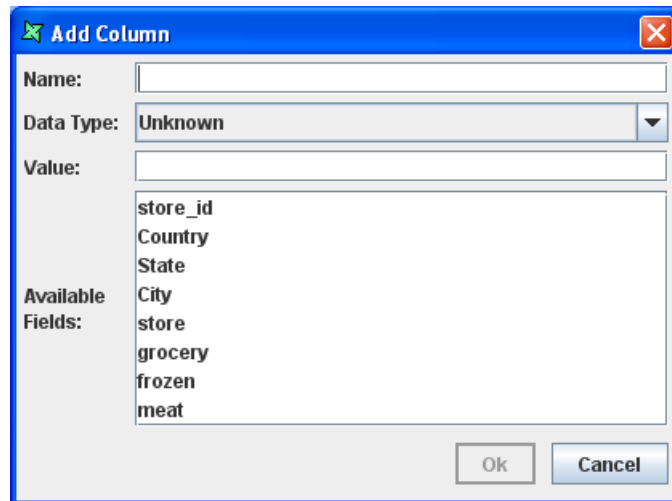 Add Column
Name:
Data Type: Unknown
Value:
Available
Fields:
store_id
Country
State
City
store
grocery
frozen
meat
Ok Cancel